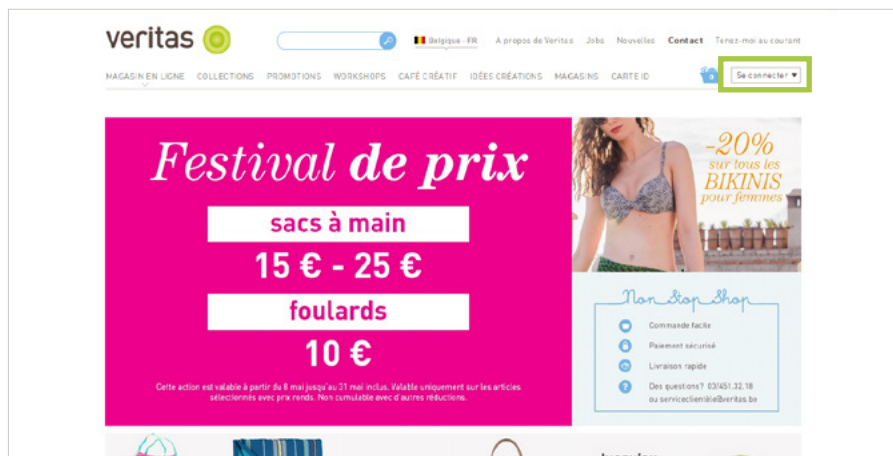 veritas
Belgique - FR A propos de Veritas Jobs Nouvelles Contact Tenez-moi au courant
MAGASIN EN LIGNE COLLECTIONS PROMOTIONS WORKSHOPS CAFÉ CRÉATIF IDÉES CRÉATIONS MAGASINS CARTE ID
Se connecter
Festival de prix
sacs à main
15 € - 25 €
foulards
10 €
Cette action est valable à partir du 8 mai jusqu'au 31 mai inclus. Valable uniquement sur les articles
sélectionnés avec prix ronds. Non cumulable avec d'autres réductions.
-20%
sur tous les
BIKINIS
pour femmes
Non Stop Shop
Commande facile
Paiement sécurisé
Livraison rapide
? Des questions? 03/451.32.18
ou serviceclientèle@veritas.be